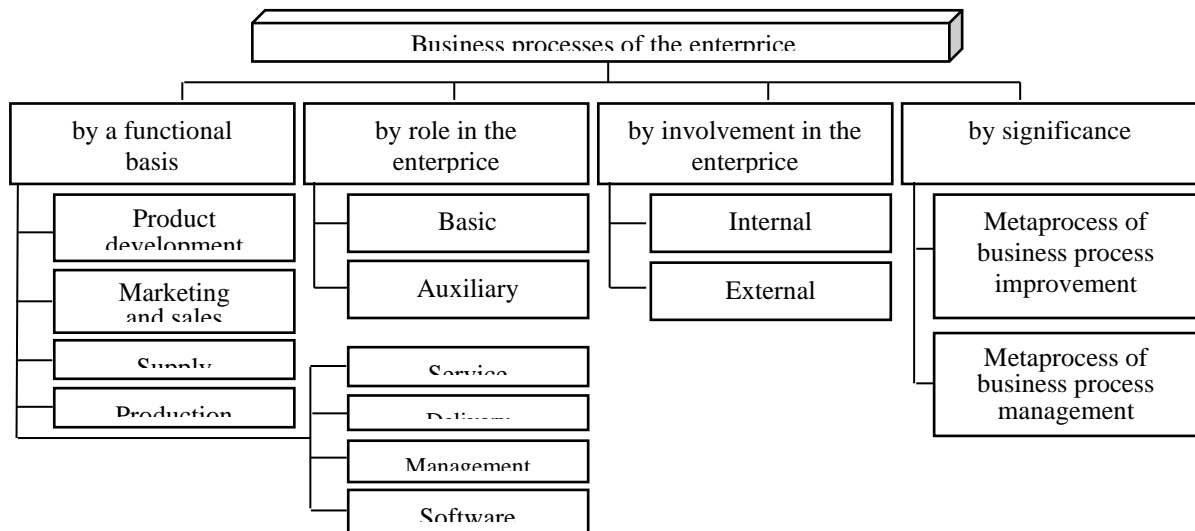 Business processes of the enterprice
by a functional
basis
by role in the
enterprice
by involvement in the
enterprice
by significance
Product
development
Marketing
and sales
Supply
Production
Basic
Auxiliary
Service
Delivery
Management
Software
Internal
External
Metaprocess of
business process
improvement
Metaprocess of
business process
management